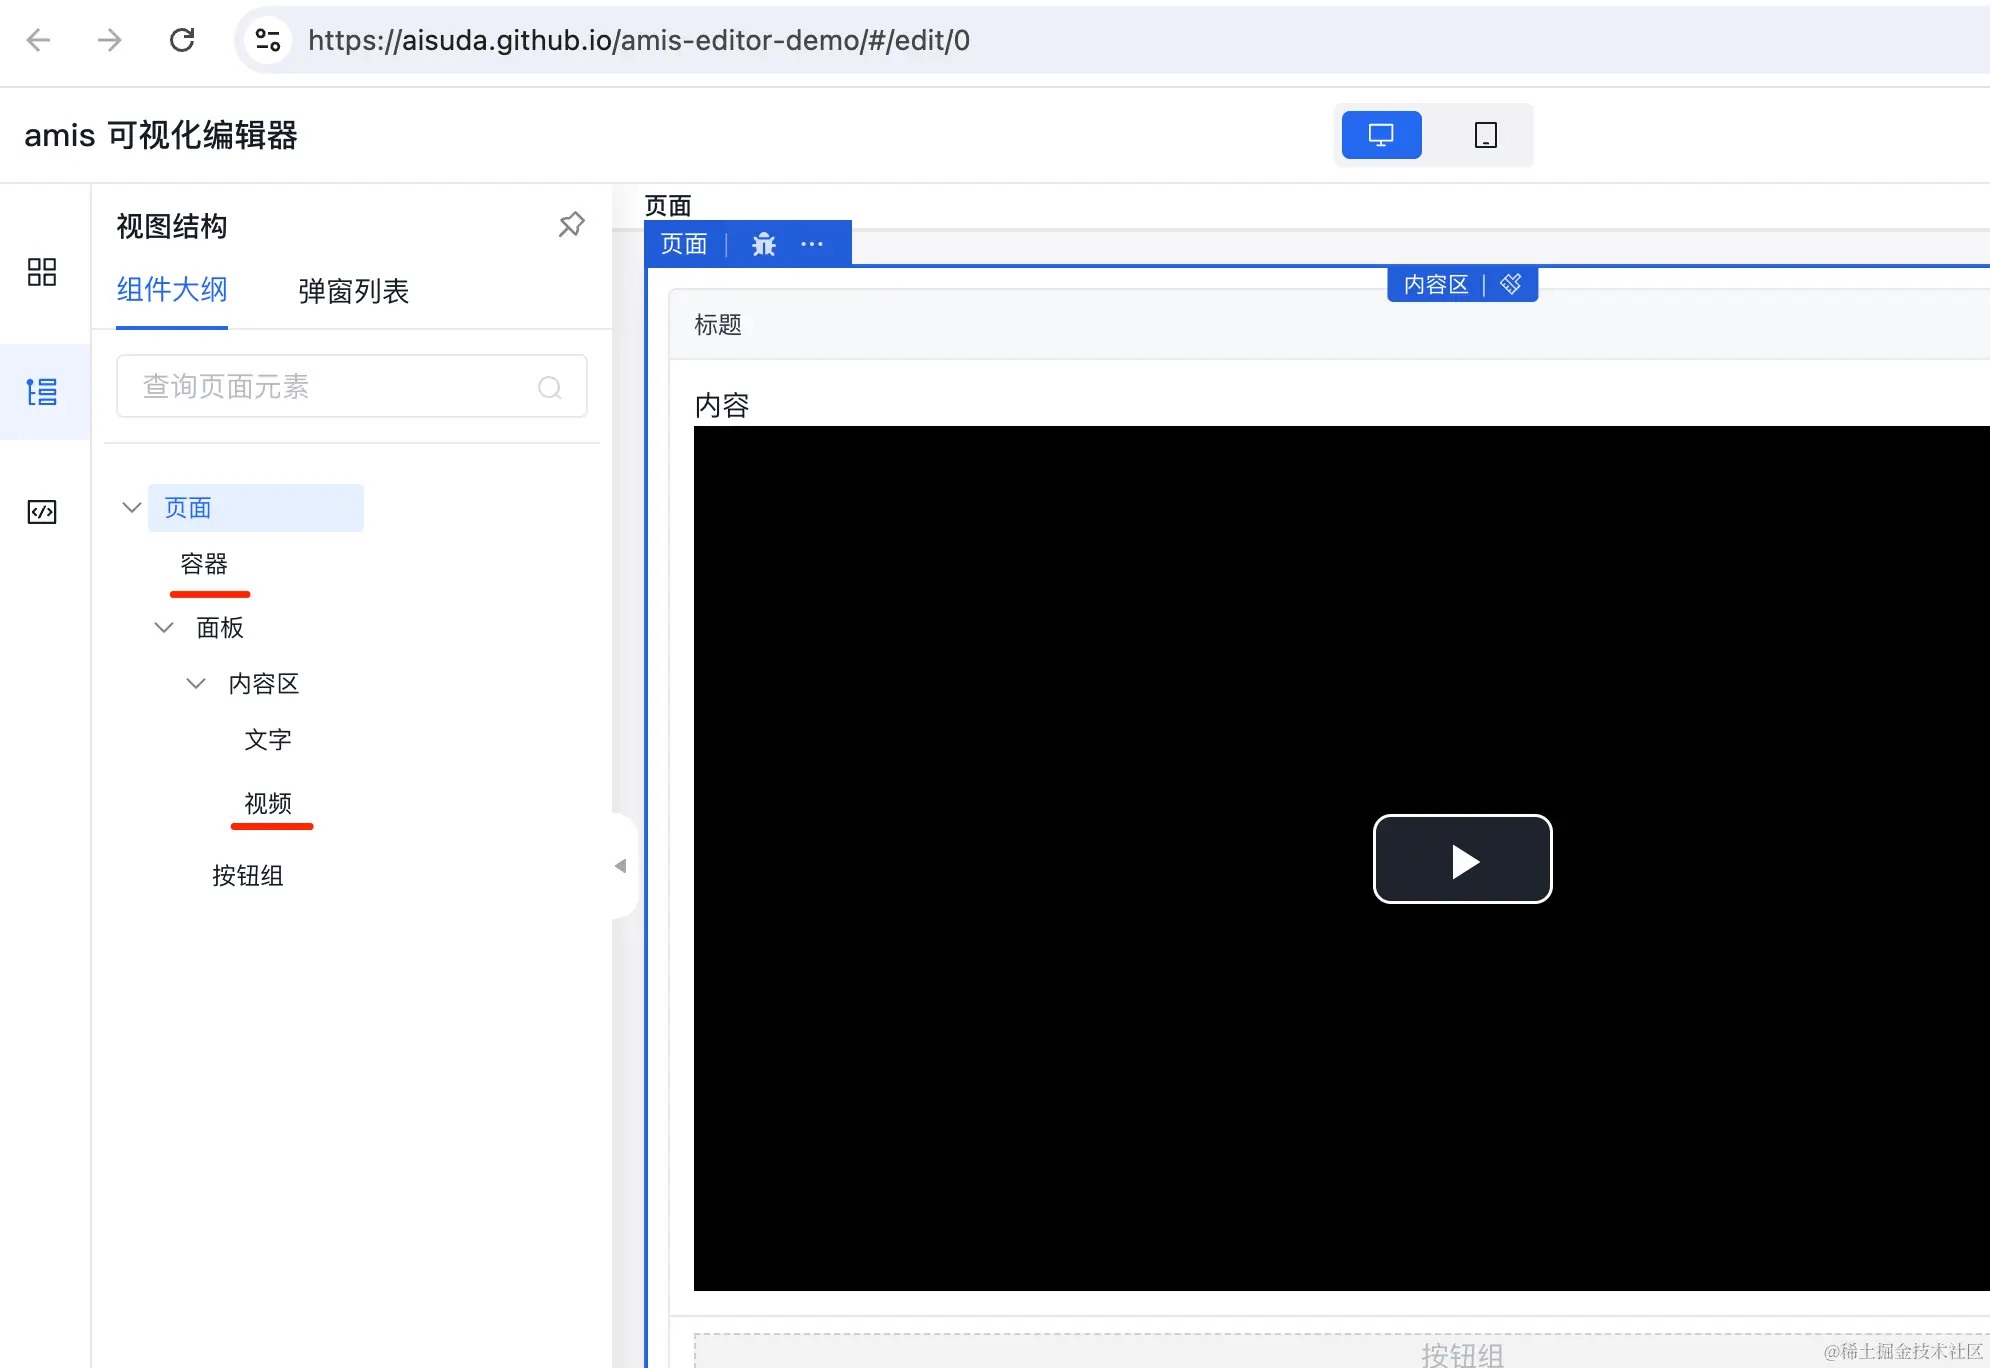 https://aisuda.github.io/amis-editor-demo/#/edit/0
amis 可视化编辑器
视图结构
组件大纲
弹窗列表
查询页面元素
页面
容器
面板
内容区
文字
视频
按钮组
页面
页面
内容区
标题
内容
按钮组
@稀土掘金技术社区